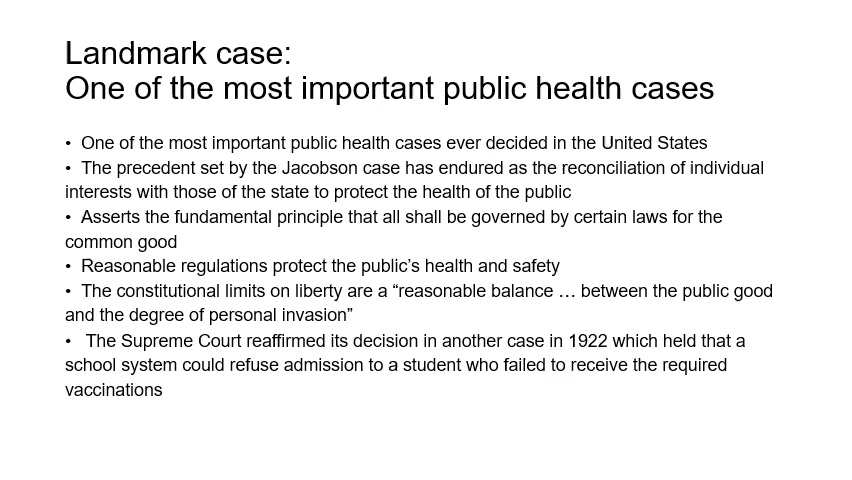 Landmark case:
One of the most important public health cases
• One of the most important public health cases ever decided in the United States
• The precedent set by the Jacobson case has endured as the reconciliation of individual
interests with those of the state to protect the health of the public
• Asserts the fundamental principle that all shall be governed by certain laws for the
common good
• Reasonable regulations protect the public’s health and safety
• The constitutional limits on liberty are a “reasonable balance … between the public good
and the degree of personal invasion”
• The Supreme Court reaffirmed its decision in another case in 1922 which held that a
school system could refuse admission to a student who failed to receive the required
vaccinations